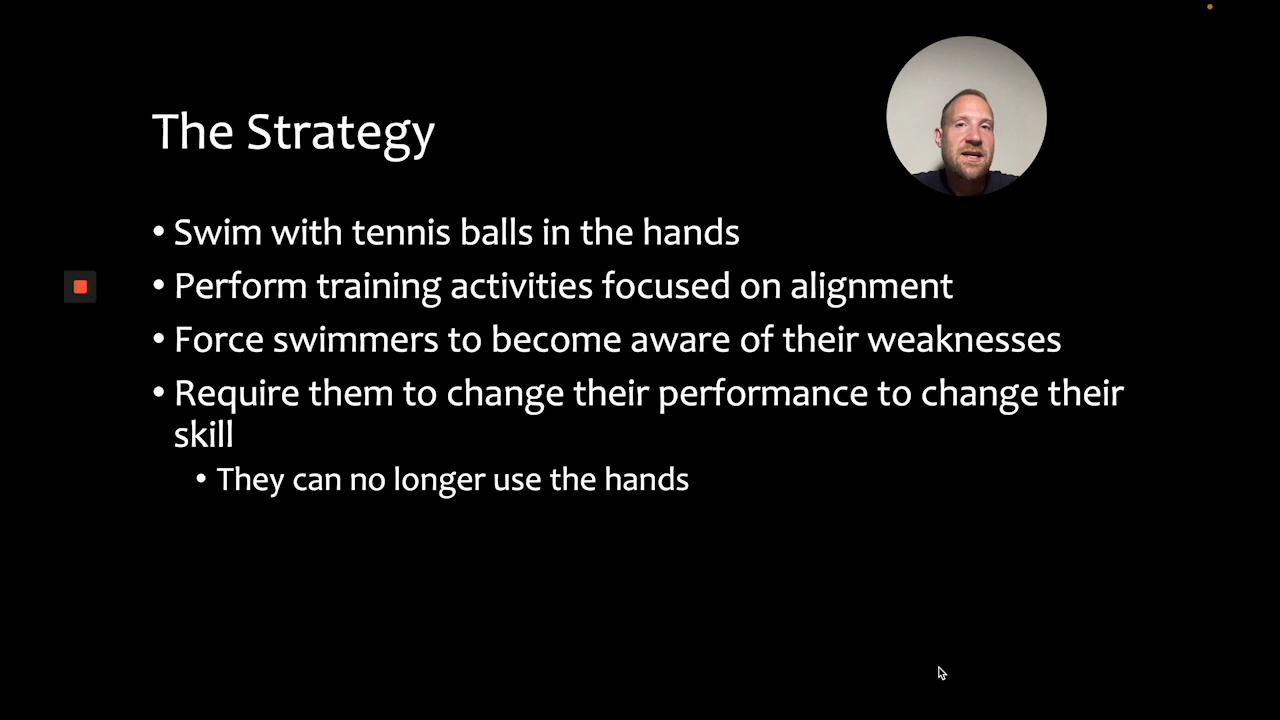 The Strategy
• Swim with tennis balls in the hands
• Perform training activities focused on alignment
• Force swimmers to become aware of their weaknesses
• Require them to change their performance to change their
skill
• They can no longer use the hands